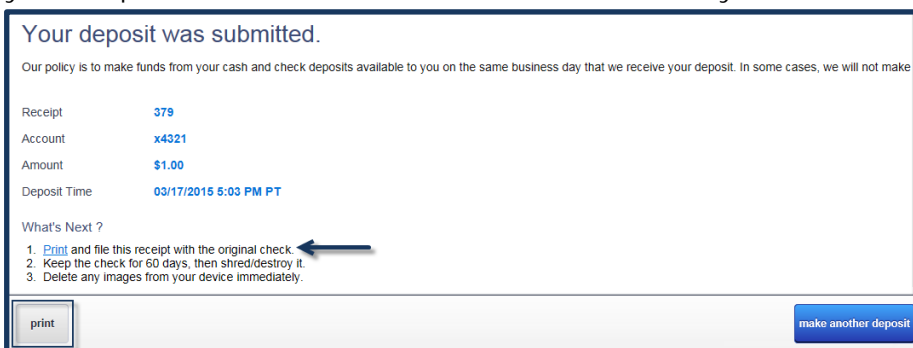 Your deposit was submitted.
Our policy is to make funds from your cash and check deposits available to you on the same business day that we receive your deposit. In some cases, we will not make
Receipt 379
Account x4321
Amount $1.00
Deposit Time 03/17/2015 5:03 PM PT
What's Next ?
1. Print and file this receipt with the original check.
2. Keep the check for 60 days, then shred/destroy it.
3. Delete any images from your device immediately.
print make another deposit